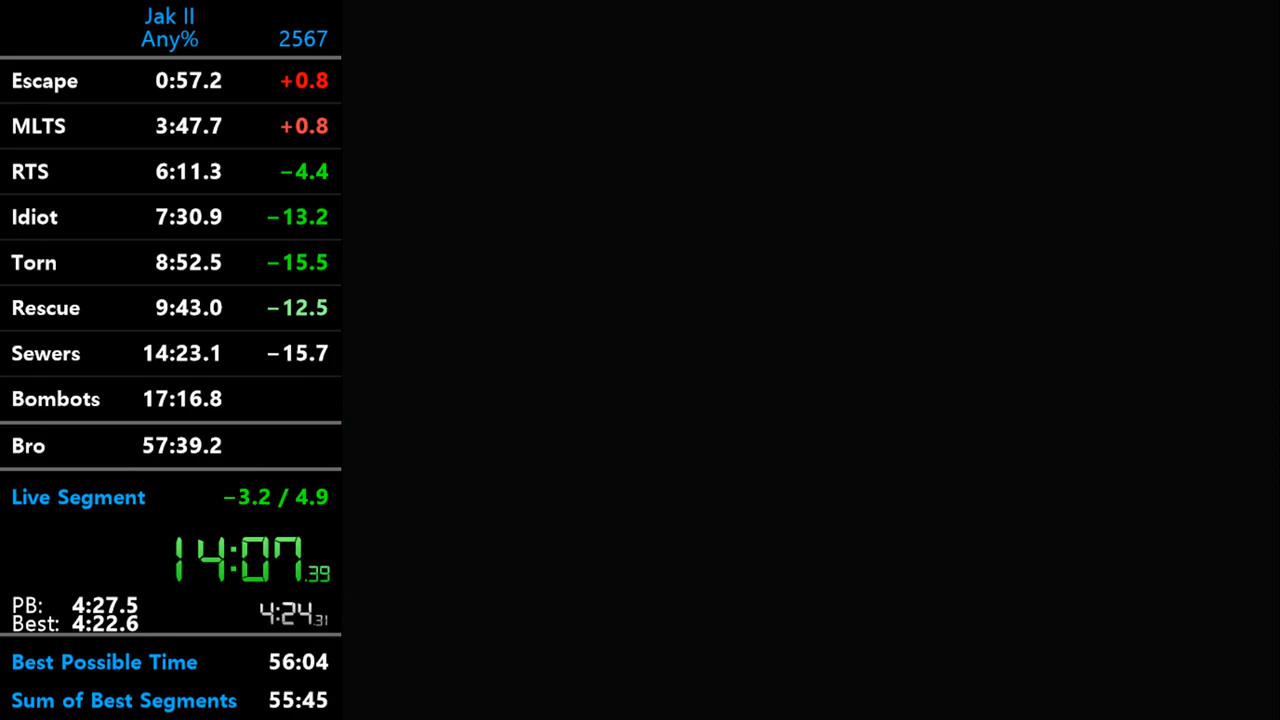 Jak II
Any% 2567
Escape 0:57.2 +0.8
MLTS 3:47.7 +0.8
RTS 6:11.3 −4.4
Idiot 7:30.9 −13.2
Torn 8:52.5 −15.5
Rescue 9:43.0 −12.5
Sewers 14:23.1 −15.7
Bombots 17:16.8
Bro 57:39.2
Live Segment −3.2 / 4.9
14:07.39
PB: 4:27.5 4:24.31
Best: 4:22.6
Best Possible Time 56:04
Sum of Best Segments 55:45